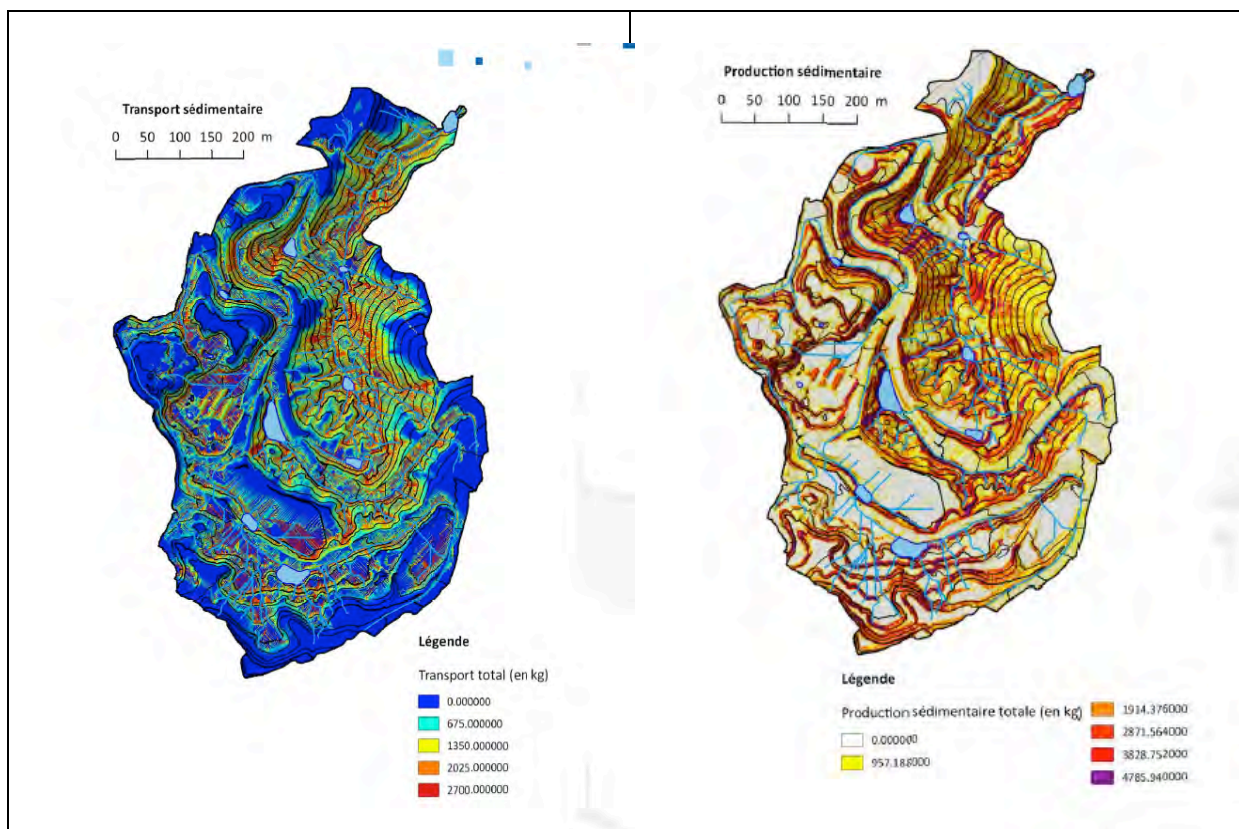 Transport sédimentaire
0 50 100 150 200 m
Légende
Transport total (en kg)
0.000000
675.000000
1350.000000
2025.000000
2700.000000
Production sédimentaire
0 50 100 150 200 m
Légende
Production sédimentaire totale (en kg)
0.000000
957.188000
1914.376000
2871.564000
3828.752000
4785.940000